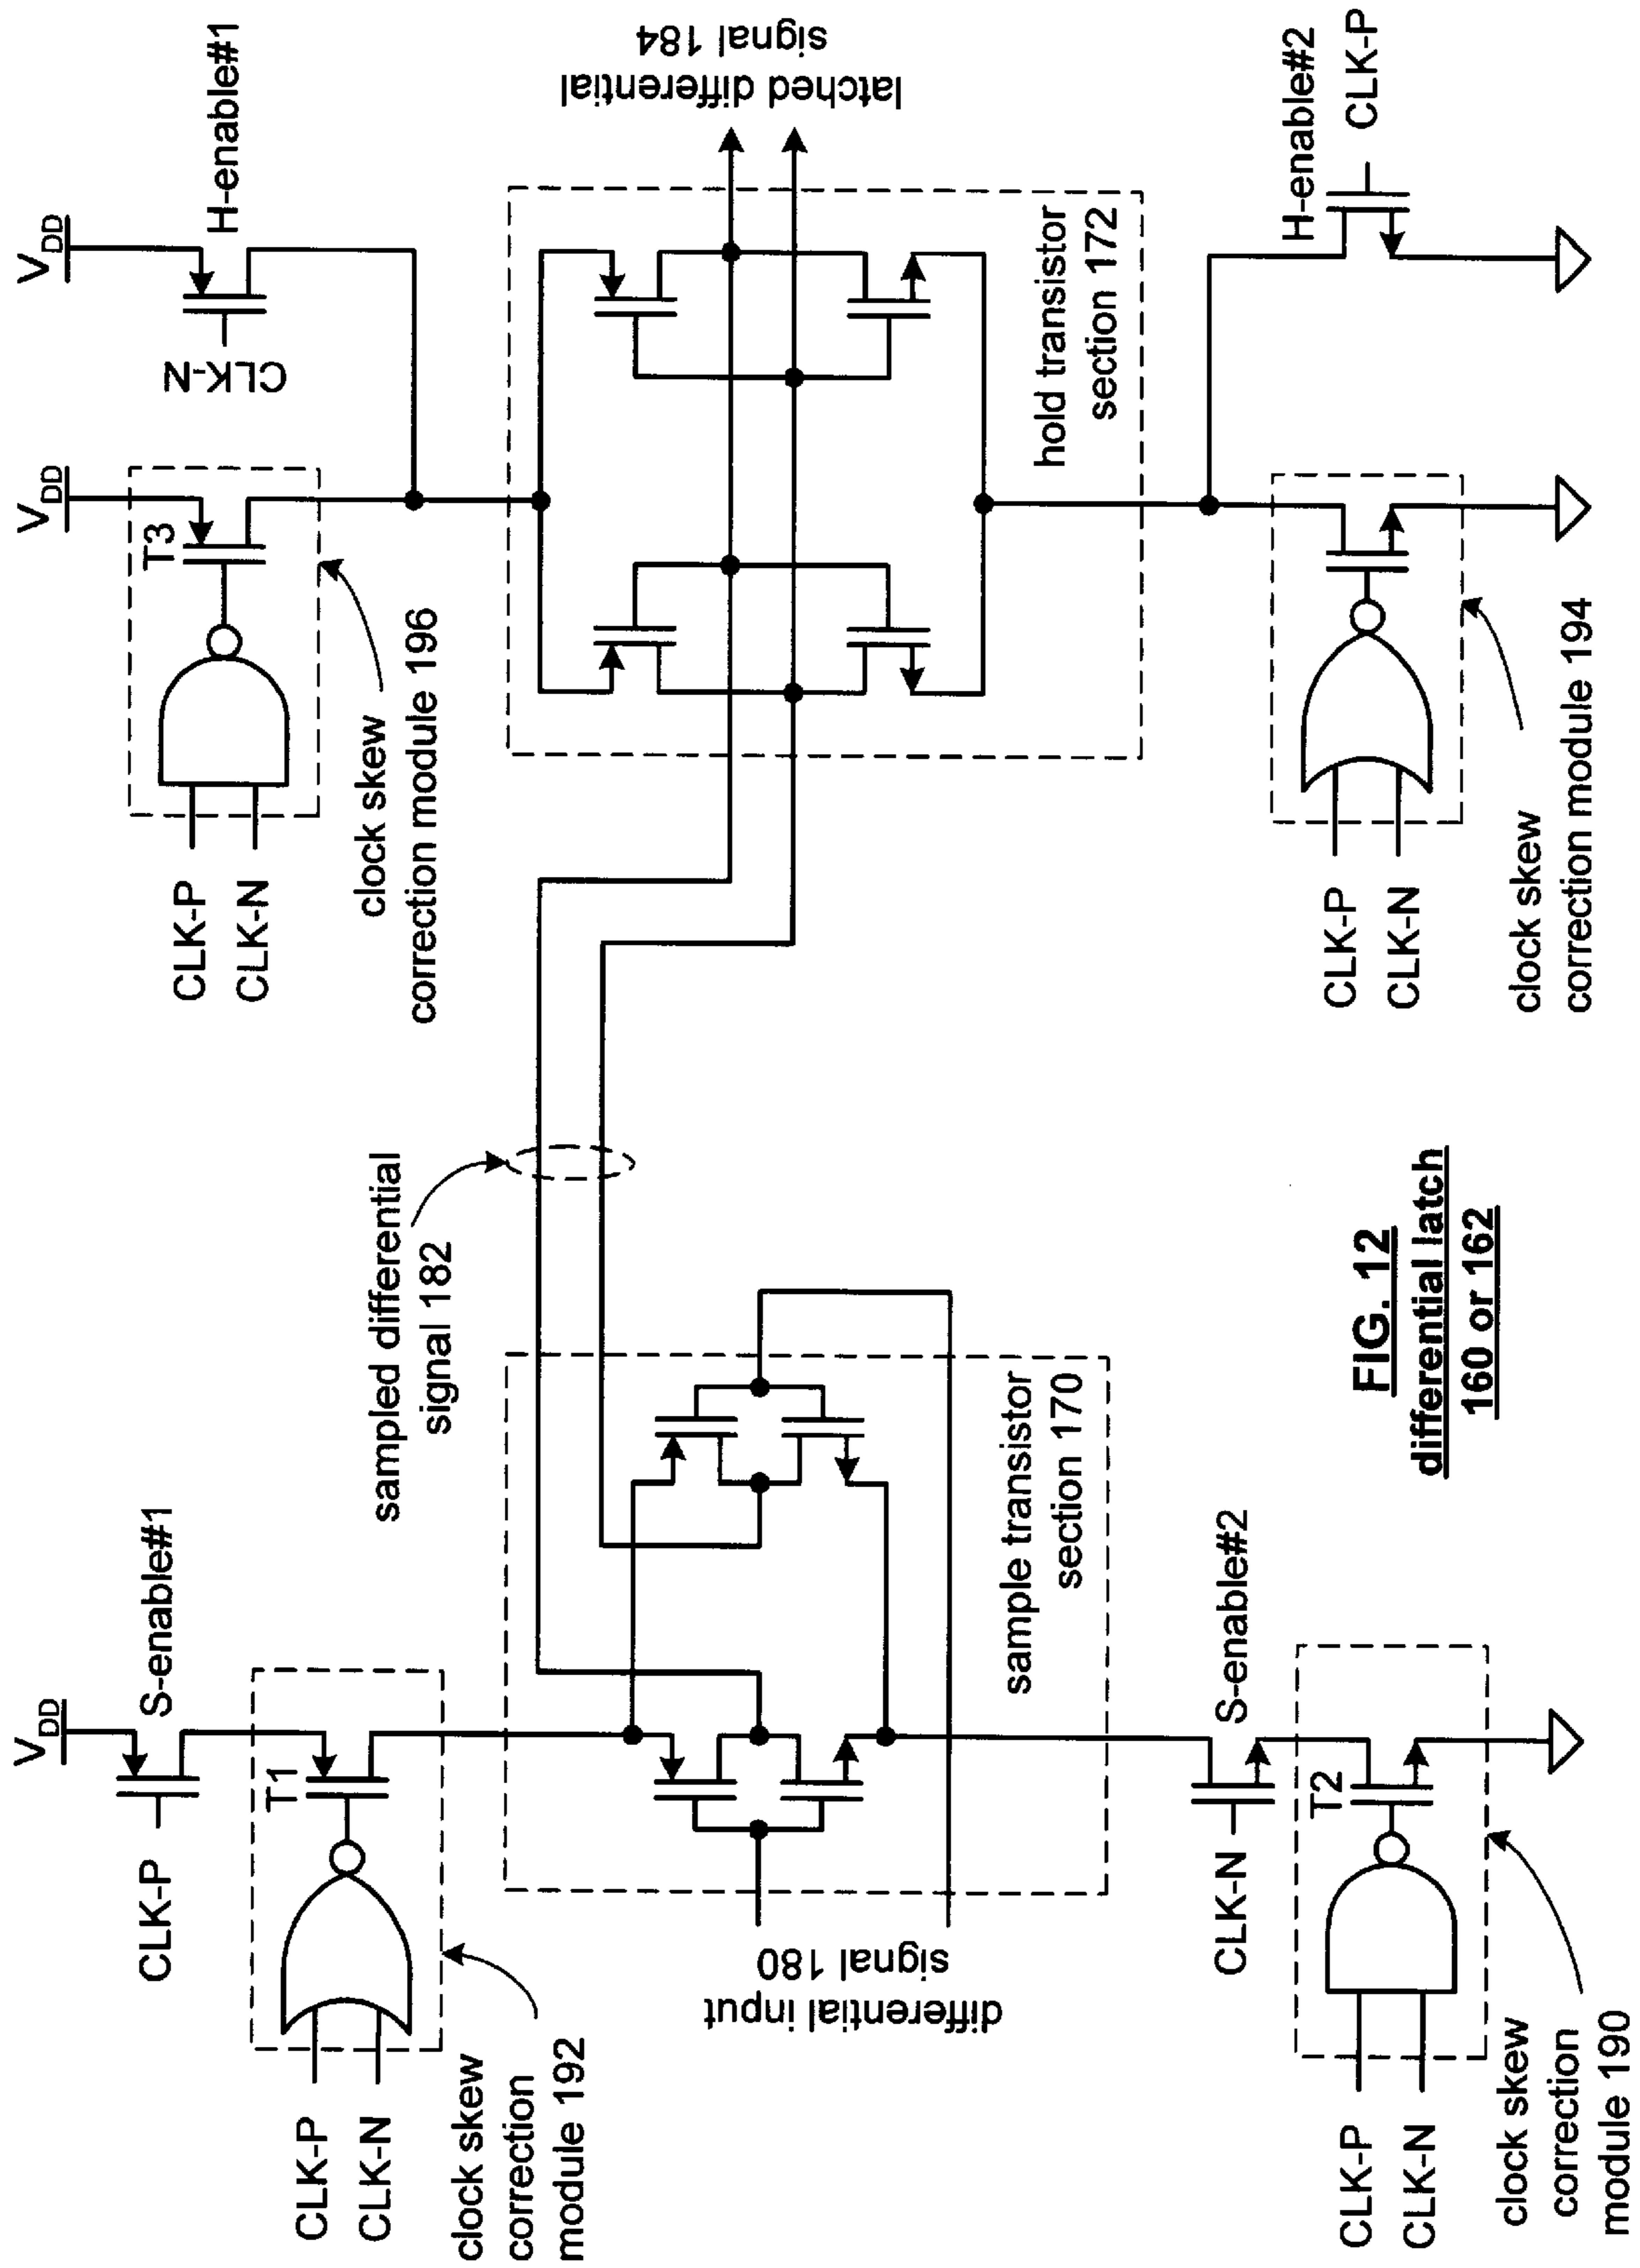 VDD
S-enable#1
CLK-P
T1
CLK-P
CLK-N
clock skew
correction
module 192
sampled differential
signal 182
VDD
T3
CLK-P
CLK-N
clock skew
correction module 196
VDD
H-enable#1
CLK-N
differential input
signal 180
sample transistor
section 170
hold transistor
section 172
latched differential
signal 184
S-enable#2
CLK-N
T2
CLK-P
CLK-N
clock skew
correction
module 190
CLK-P
CLK-N
clock skew
correction module 194
H-enable#2
CLK-P
FIG. 12
differential latch
160 or 162